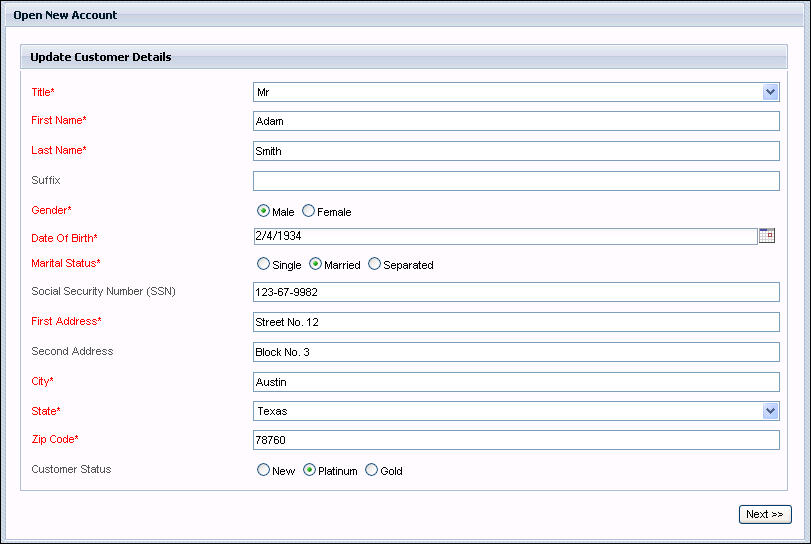 Open New Account
Update Customer Details
Title* Mr
First Name* Adam
Last Name* Smith
Suffix
Gender* Male Female
Date Of Birth* 2/4/1934
Marital Status* Single Married Separated
Social Security Number (SSN) 123-67-9982
First Address* Street No. 12
Second Address Block No. 3
City* Austin
State* Texas
Zip Code* 78760
Customer Status New Platinum Gold
Next >>